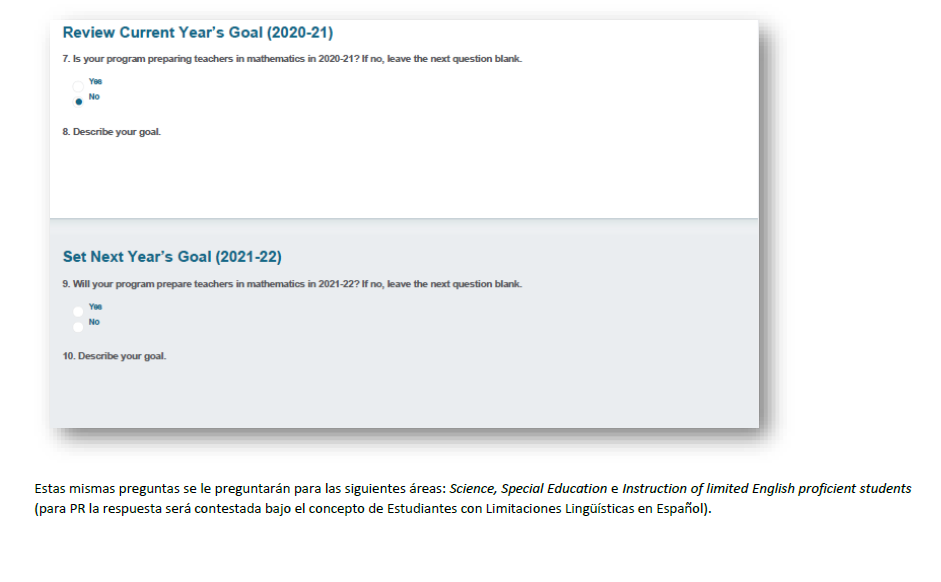 Review Current Year's Goal (2020-21)
7. Is your program preparing teachers in mathematics in 2020-21? If no, leave the next question blank.
Yes
No
8. Describe your goal.
Set Next Year's Goal (2021-22)
9. Will your program prepare teachers in mathematics in 2021-22? If no, leave the next question blank.
Yes
No
10. Describe your goal.
Estas mismas preguntas se le preguntarán para las siguientes áreas: Science, Special Education e Instruction of limited English proficient students
(para PR la respuesta será contestada bajo el concepto de Estudiantes con Limitaciones Lingüísticas en Español).